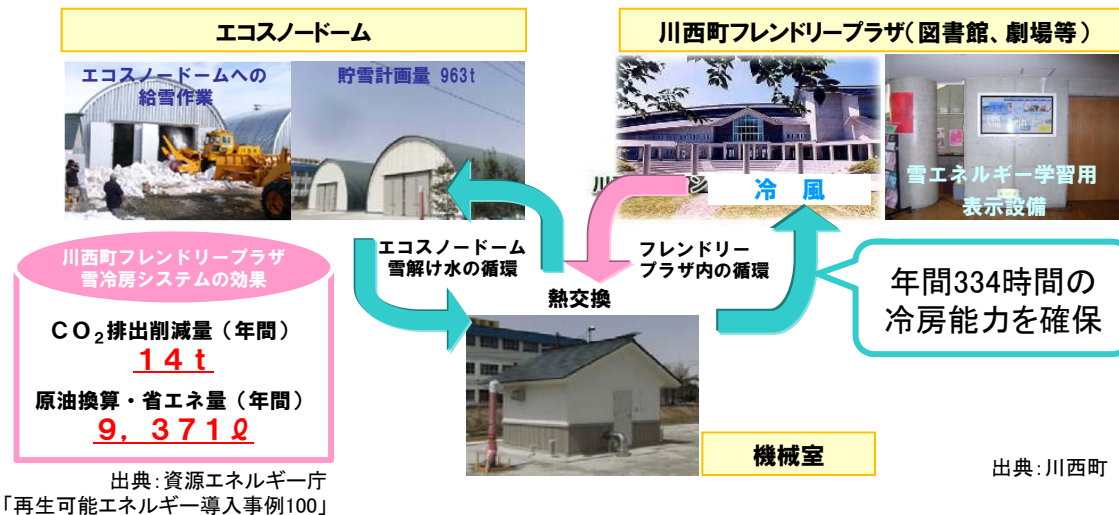 エコスノードーム
川西町フレンドリープラザ(図書館、劇場等)
エコスノードームへの
給雪作業
貯雪計画量 963t
雪エネルギー学習用
表示設備
冷 風
川西町フレンドリープラザ
雪冷房システムの効果
CO2排出削減量(年間)
14t
原油換算・省エネ量(年間)
9,371ℓ
エコスノードーム
雪解け水の循環
フレンドリー
プラザ内の循環
熱交換
年間334時間の
冷房能力を確保
機械室
出典:資源エネルギー庁
「再生可能エネルギー導入事例100」
出典:川西町